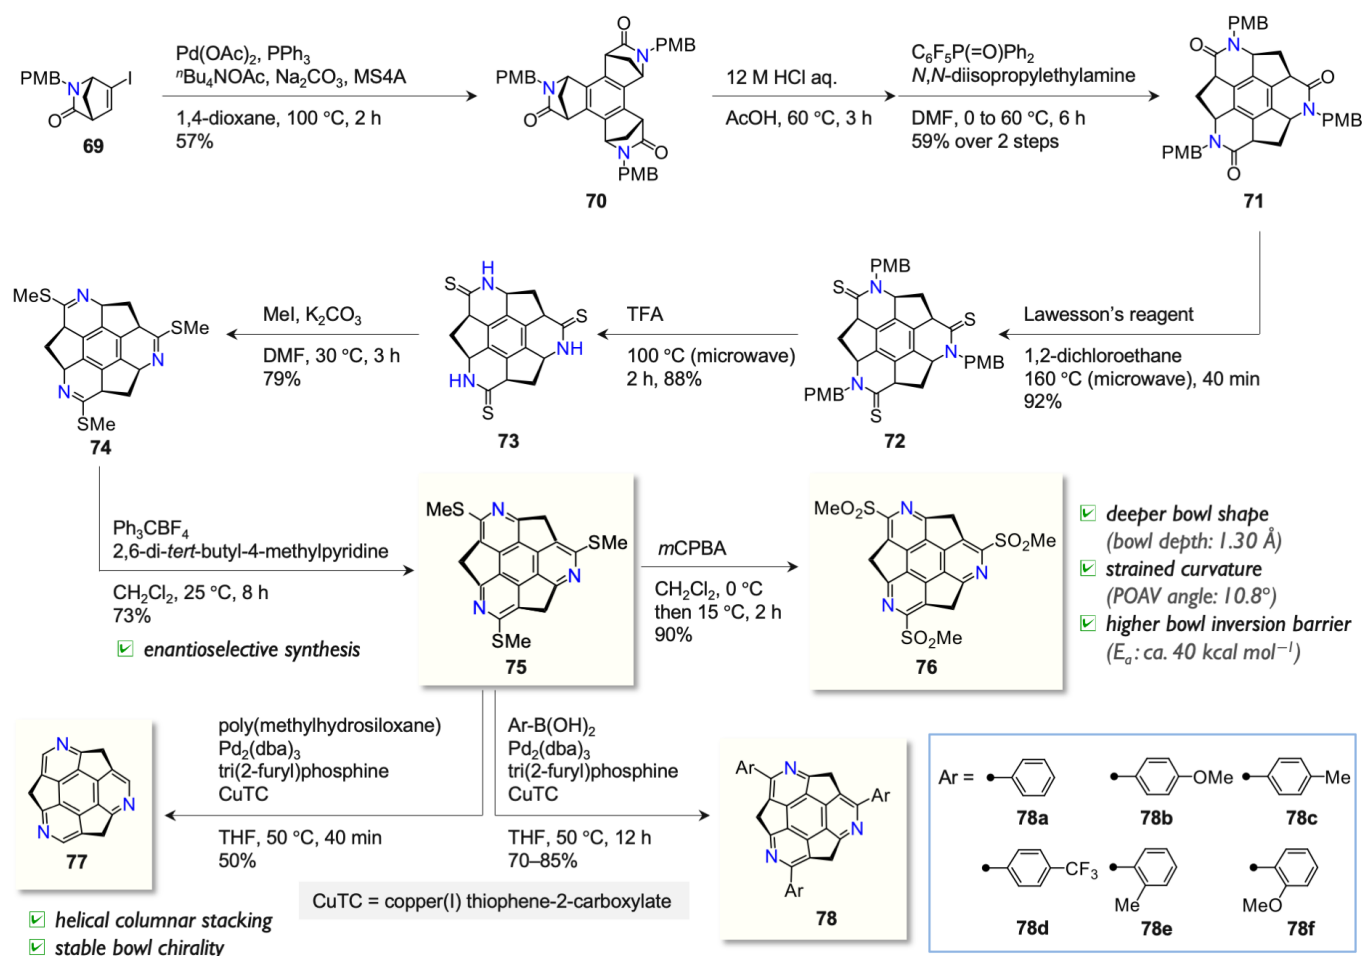 PMB
N
I
O
69
Pd(OAc)2, PPh3
nBu4NOAc, Na2CO3, MS4A
1,4-dioxane, 100 °C, 2 h
57%
O
N
PMB
PMB
N
O
O
N
PMB
70
12 M HCl aq.
AcOH, 60 °C, 3 h
C6F5P(=O)Ph2
N,N-diisopropylethylamine
DMF, 0 to 60 °C, 6 h
59% over 2 steps
PMB
O
N
O
N
PMB
PMB
N
O
71
MeS
N
SMe
N
N
SMe
74
MeI, K2CO3
DMF, 30 °C, 3 h
79%
H
S
N
S
NH
HN
S
73
TFA
100 °C (microwave)
2 h, 88%
PMB
S
N
S
N
PMB
PMB
N
S
72
Lawesson's reagent
1,2-dichloroethane
160 °C (microwave), 40 min
92%
Ph3CBF4
2,6-di-tert-butyl-4-methylpyridine
CH2Cl2, 25 °C, 8 h
73%
enantioselective synthesis
MeS
N
SMe
N
N
SMe
75
mCPBA
CH2Cl2, 0 °C
then 15 °C, 2 h
90%
MeO2S
N
SO2Me
N
N
SO2Me
76
deeper bowl shape
(bowl depth: 1.30 Å)
strained curvature
(POAV angle: 10.8°)
higher bowl inversion barrier
(Ea: ca. 40 kcal mol−1)
N
N
N
77
helical columnar stacking
stable bowl chirality
poly(methylhydrosiloxane)
Pd2(dba)3
tri(2-furyl)phosphine
CuTC
THF, 50 °C, 40 min
50%
Ar-B(OH)2
Pd2(dba)3
tri(2-furyl)phosphine
CuTC
THF, 50 °C, 12 h
70–85%
CuTC = copper(I) thiophene-2-carboxylate
Ar
N
Ar
N
N
Ar
78
Ar =
78a
OMe
78b
Me
78c
CF3
78d
Me
78e
MeO
78f